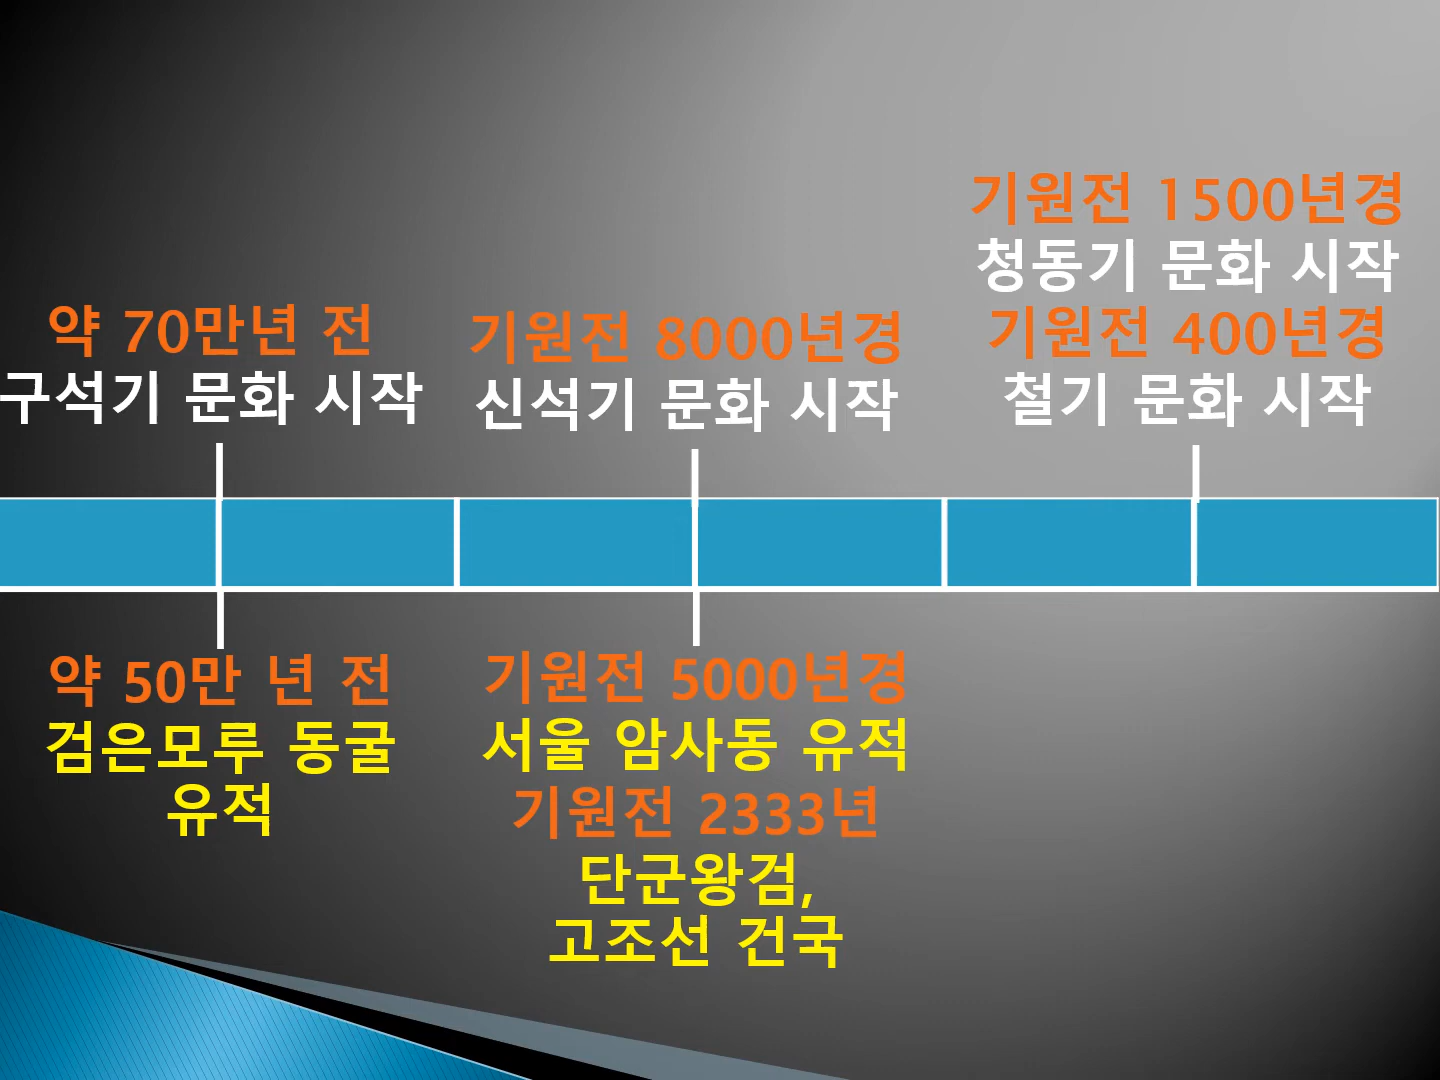 약 70만년 전
구석기 문화 시작
기원전 8000년경
신석기 문화 시작
기원전 1500년경
청동기 문화 시작
기원전 400년경
철기 문화 시작
약 50만 년 전
검은모루 동굴
유적
기원전 5000년경
서울 암사동 유적
기원전 2333년
단군왕검,
고조선 건국